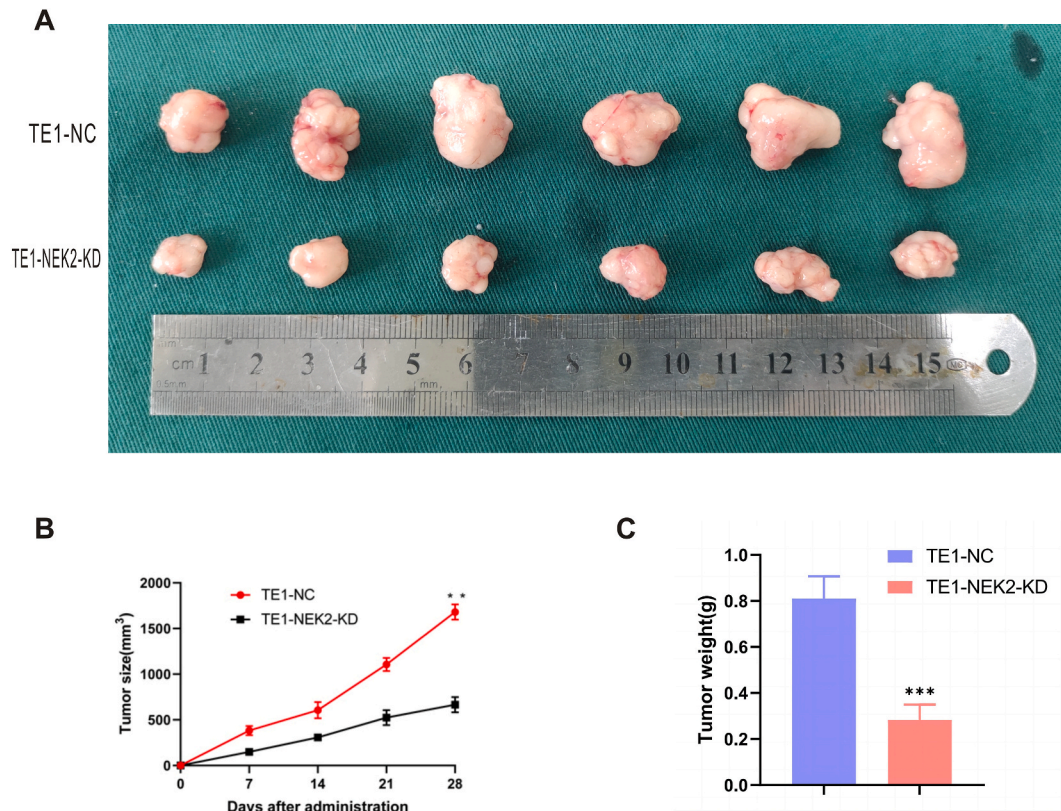 A
TE1-NC
TE1-NEK2-KD
cm 1 2 3 4 5 6 7 8 9 10 11 12 13 14 15
0.5mm
mm
MC
B
2000
1500
1000
500
0
Tumor size(mm³)
TE1-NC
TE1-NEK2-KD
* *
0 7 14 21 28
Days after administration
C
1.0
0.8
0.6
0.4
0.2
0.0
Tumor weight(g)
TE1-NC
TE1-NEK2-KD
***